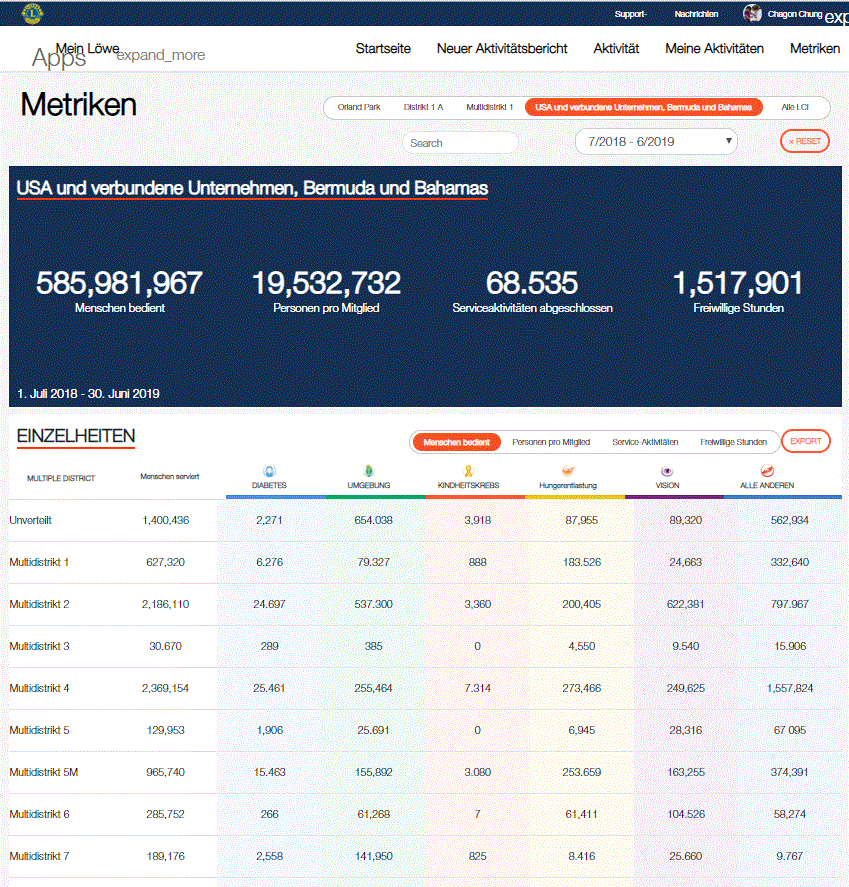 Support- Nachrichten Chagon Chung exp
Mein Löwe
Apps expand_more Startseite Neuer Aktivitätsbericht Aktivität Meine Aktivitäten Metriken
Metriken
Orland Park Distrikt 1 A Multidistrikt 1 USA und verbundene Unternehmen, Bermuda und Bahamas Alle LCI
Search 7/2018 - 6/2019 × RESET
USA und verbundene Unternehmen, Bermuda und Bahamas
585,981,967 19,532,732 68.535 1,517,901
Menschen bedient Personen pro Mitglied Serviceaktivitäten abgeschlossen Freiwillige Stunden
1. Juli 2018 - 30. Juni 2019
EINZELHEITEN
Menschen bedient Personen pro Mitglied Service-Aktivitäten Freiwillige Stunden EXPORT
MULTIPLE DISTRICT Menschen serviert DIABETES UMGEBUNG KINDHEITSKREBS Hungerentlastung VISION ALLE ANDEREN
Unverteilt 1,400,436 2,271 654.038 3,918 87,955 89,320 562,934
Multidistrikt 1 627,320 6.276 79.327 888 183.526 24,663 332,640
Multidistrikt 2 2,186,110 24.697 537.300 3,360 200,405 622,381 797.967
Multidistrikt 3 30.670 289 385 0 4,550 9.540 15.906
Multidistrikt 4 2,369,154 25.461 255,464 7.314 273,466 249,625 1,557,824
Multidistrikt 5 129,953 1,906 25.691 0 6,945 28,316 67 095
Multidistrikt 5M 965,740 15.463 155,892 3.080 253.659 163,255 374,391
Multidistrikt 6 285,752 266 61,268 7 61,411 104.526 58,274
Multidistrikt 7 189,176 2,558 141,950 825 8.416 25.660 9.767